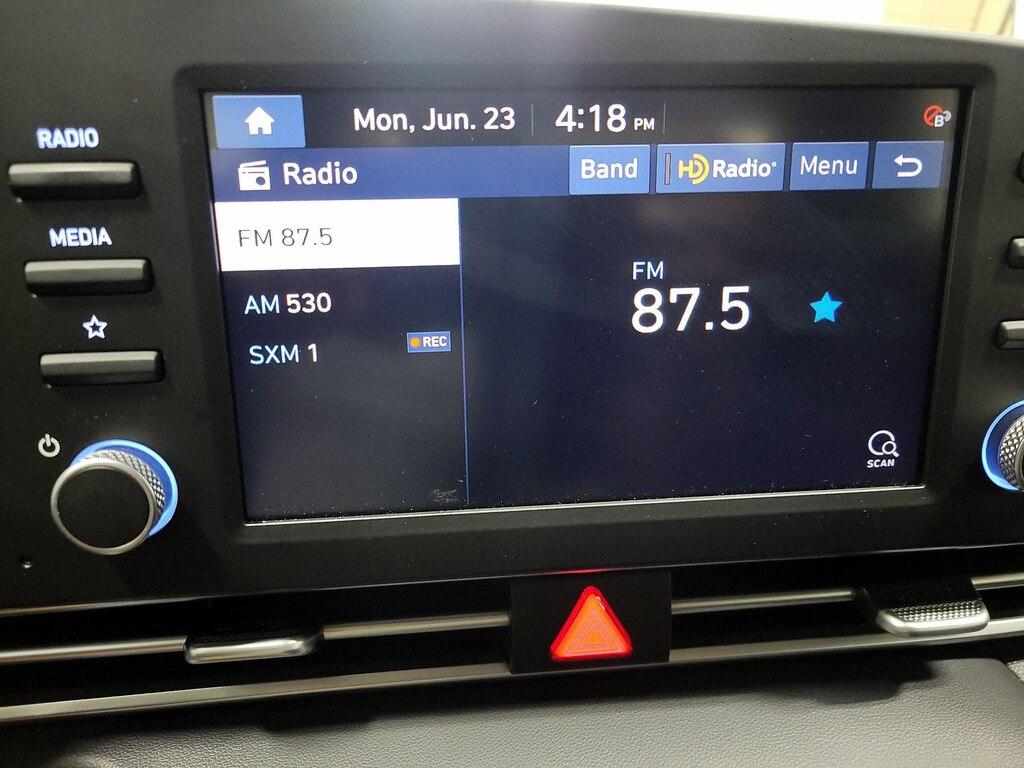 RADIO
MEDIA
Mon, Jun. 23 4:18 PM
B
Radio Band HD Radio® Menu
FM 87.5
AM 530
SXM 1 REC
FM
87.5
SCAN